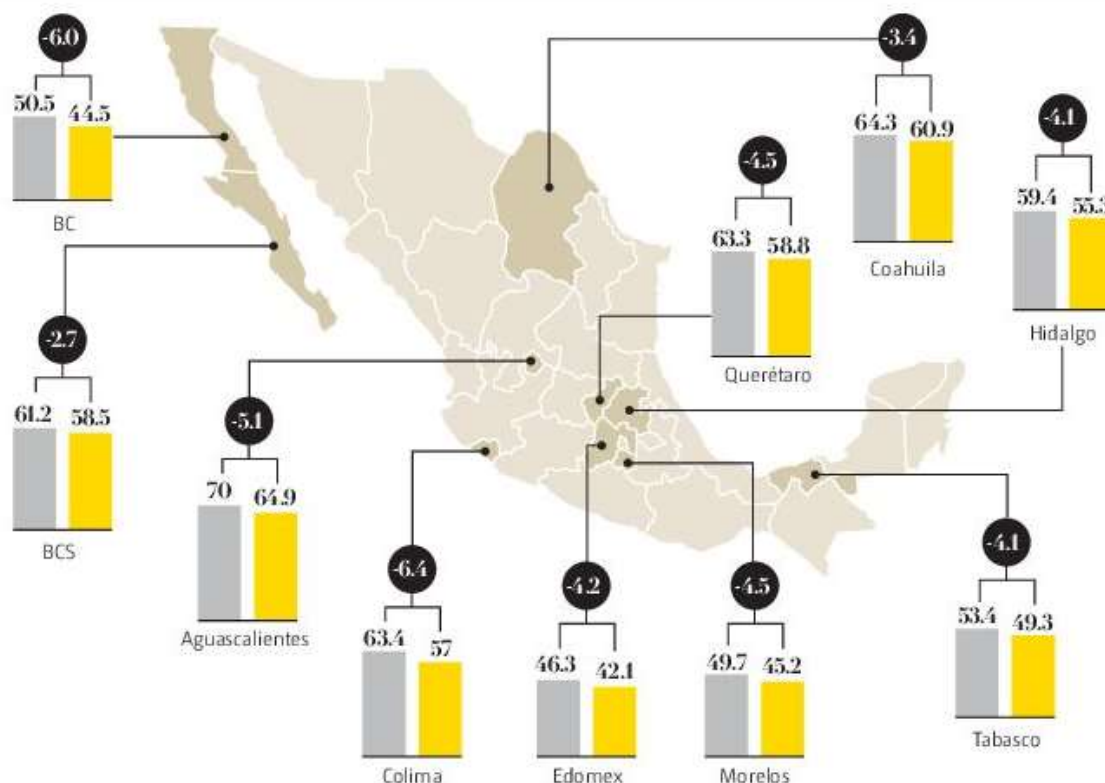 -6.0
50.5 44.5
BC
-2.7
61.2 58.5
BCS
-5.1
70 64.9
Aguascalientes
-6.4
63.4 57
Colima
-4.2
46.3 42.1
Edomex
-4.5
49.7 45.2
Morelos
-4.5
63.3 58.8
Querétaro
-3.4
64.3 60.9
Coahuila
-4.1
59.4 55.3
Hidalgo
-4.1
53.4 49.3
Tabasco